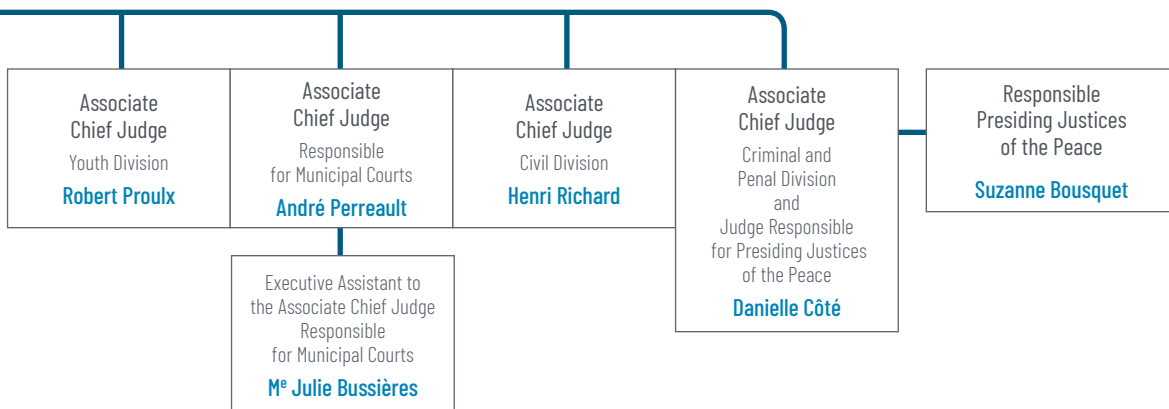 Associate
Chief Judge
Youth Division
Robert Proulx
Associate
Chief Judge
Responsible
for Municipal Courts
André Perreault
Associate
Chief Judge
Civil Division
Henri Richard
Associate
Chief Judge
Criminal and
Penal Division
and
Judge Responsible
for Presiding Justices
of the Peace
Danielle Côté
Responsible
Presiding Justices
of the Peace
Suzanne Bousquet
Executive Assistant to
the Associate Chief Judge
Responsible
for Municipal Courts
Mᵉ Julie Bussières